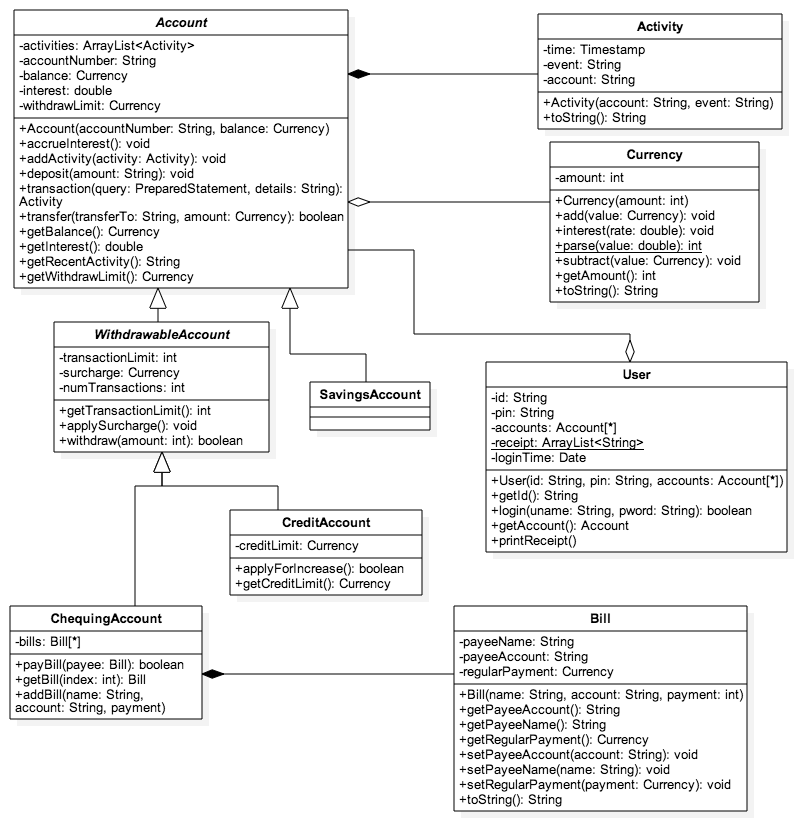 Account
-activities: ArrayList<Activity>
-accountNumber: String
-balance: Currency
-interest: double
-withdrawLimit: Currency
+Account(accountNumber: String, balance: Currency)
+accrueInterest(): void
+addActivity(activity: Activity): void
+deposit(amount: String): void
+transaction(query: PreparedStatement, details: String):
Activity
+transfer(transferTo: String, amount: Currency): boolean
+getBalance(): Currency
+getInterest(): double
+getRecentActivity(): String
+getWithdrawLimit(): Currency
Activity
-time: Timestamp
-event: String
-account: String
+Activity(account: String, event: String)
+toString(): String
Currency
-amount: int
+Currency(amount: int)
+add(value: Currency): void
+interest(rate: double): void
+parse(value: double): int
+subtract(value: Currency): void
+getAmount(): int
+toString(): String
WithdrawableAccount
-transactionLimit: int
-surcharge: Currency
-numTransactions: int
+getTransactionLimit(): int
+applySurcharge(): void
+withdraw(amount: int): boolean
SavingsAccount
User
-id: String
-pin: String
-accounts: Account[*]
-receipt: ArrayList<String>
-loginTime: Date
+User(id: String, pin: String, accounts: Account[*])
+getId(): String
+login(uname: String, pword: String): boolean
+getAccount(): Account
+printReceipt()
CreditAccount
-creditLimit: Currency
+applyForIncrease(): boolean
+getCreditLimit(): Currency
ChequingAccount
-bills: Bill[*]
+payBill(payee: Bill): boolean
+getBill(index: int): Bill
+addBill(name: String,
account: String, payment)
Bill
-payeeName: String
-payeeAccount: String
-regularPayment: Currency
+Bill(name: String, account: String, payment: int)
+getPayeeAccount(): String
+getPayeeName(): String
+getRegularPayment(): Currency
+setPayeeAccount(account: String): void
+setPayeeName(name: String): void
+setRegularPayment(payment: Currency): void
+toString(): String